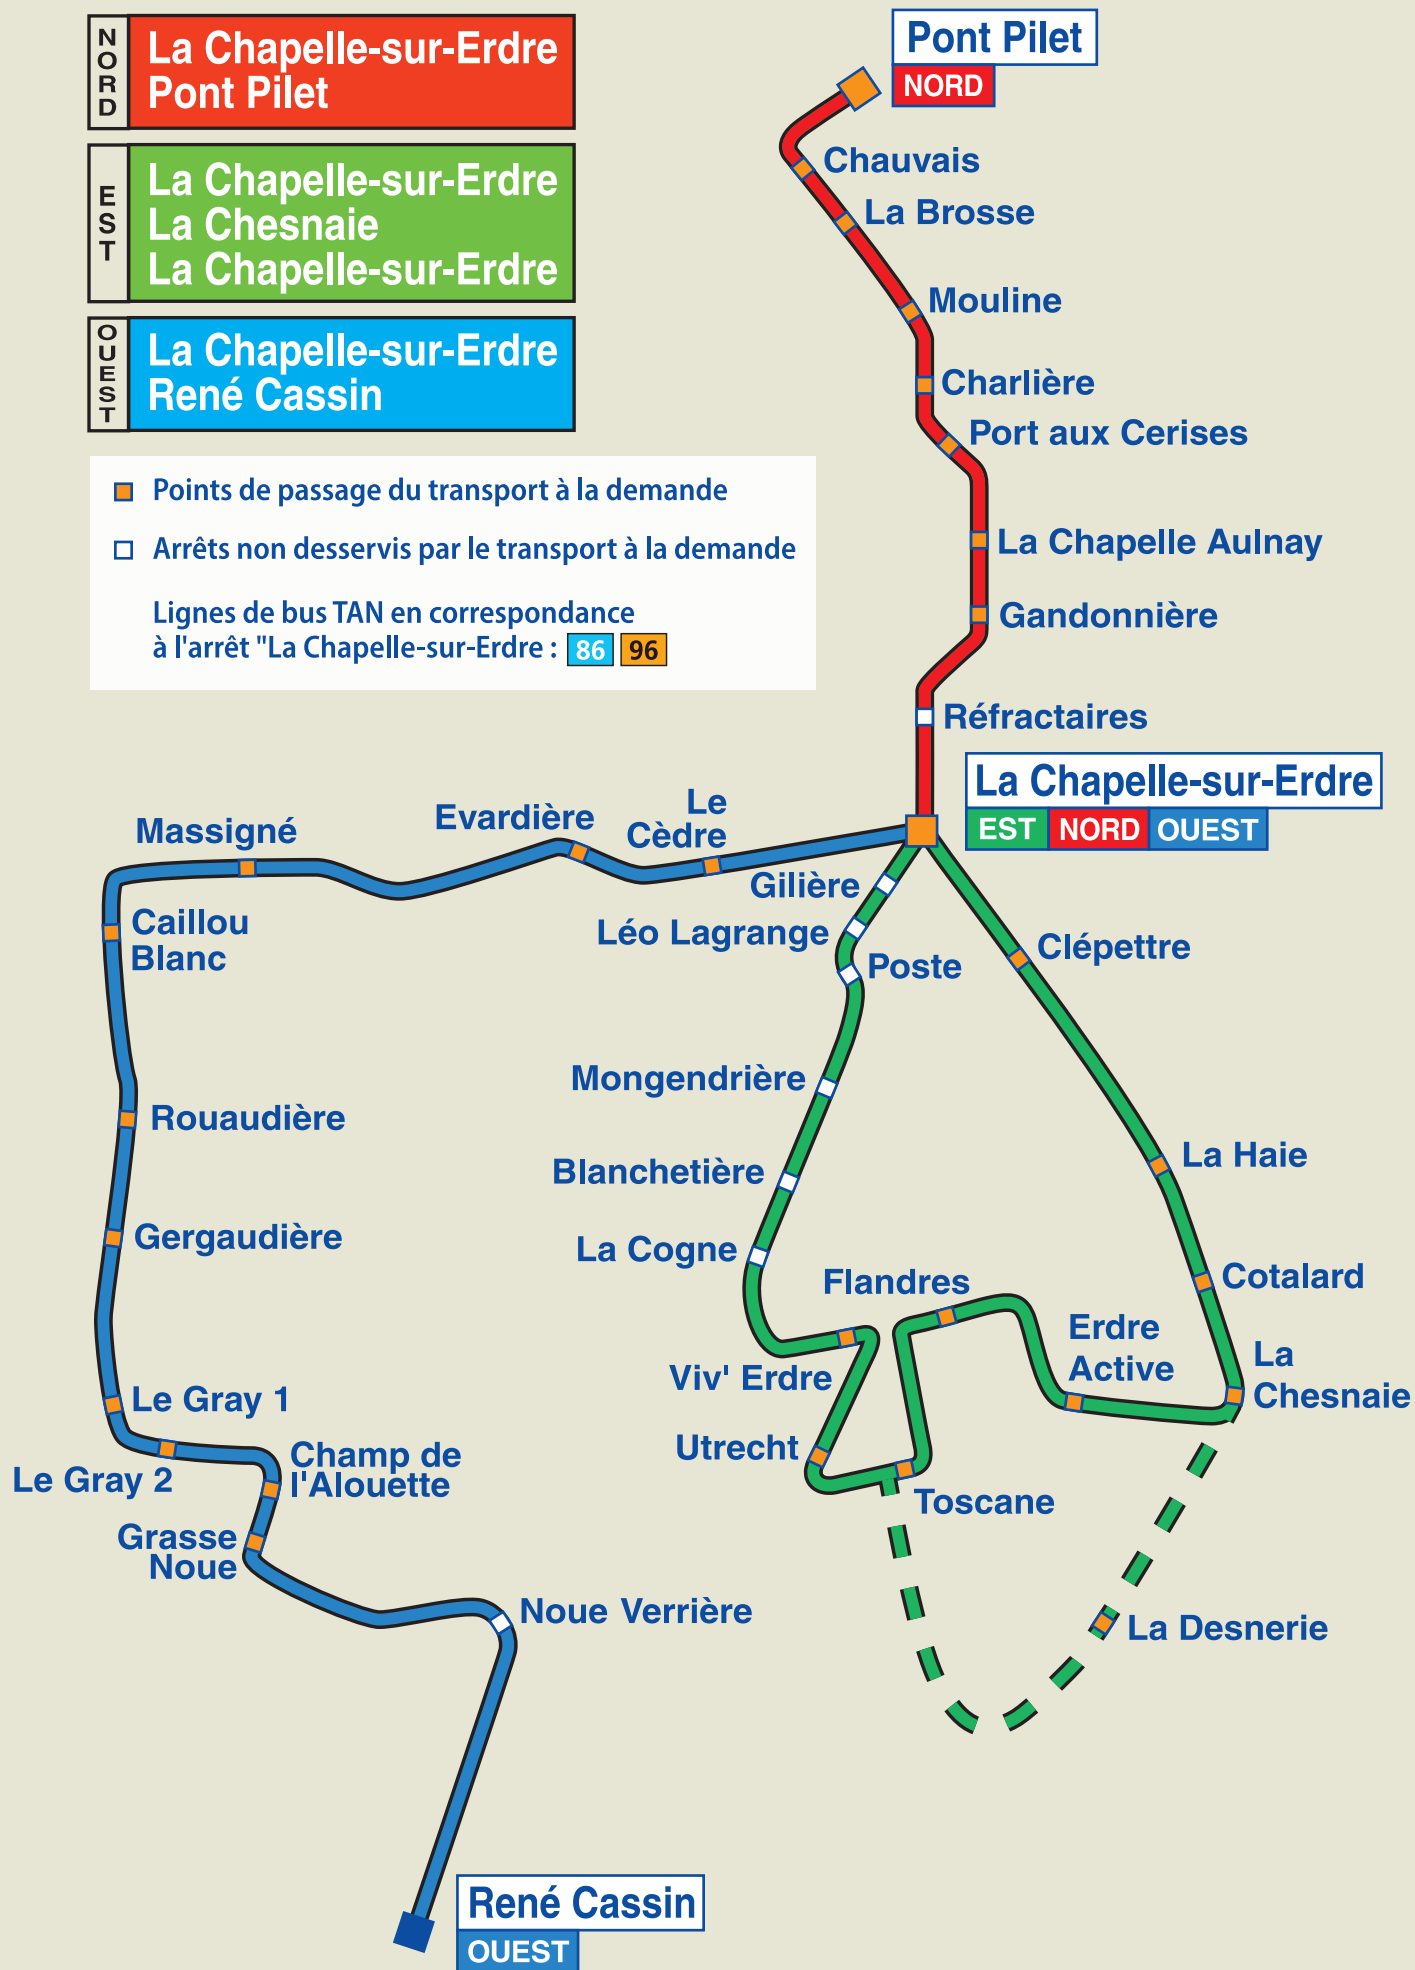 NORD
La Chapelle-sur-Erdre
Pont Pilet
EST
La Chapelle-sur-Erdre
La Chesnaie
La Chapelle-sur-Erdre
OUEST
La Chapelle-sur-Erdre
René Cassin
Points de passage du transport à la demande
Arrêts non desservis par le transport à la demande
Lignes de bus TAN en correspondance
à l'arrêt "La Chapelle-sur-Erdre : 86 96
Pont Pilet
NORD
Chauvais
La Brosse
Mouline
Charlière
Port aux Cerises
La Chapelle Aulnay
Gandonnière
Réfractaires
La Chapelle-sur-Erdre
EST NORD OUEST
Le
Cèdre
Evardière
Massigné
Caillou
Blanc
Rouaudière
Gergaudière
Le Gray 1
Le Gray 2
Champ de
l'Alouette
Grasse
Noue
Noue Verrière
René Cassin
OUEST
Gilière
Léo Lagrange
Poste
Mongendrière
Blanchetière
La Cogne
Viv' Erdre
Utrecht
Toscane
Flandres
Erdre
Active
La
Chesnaie
Cotalard
La Haie
Clépettre
La Desnerie